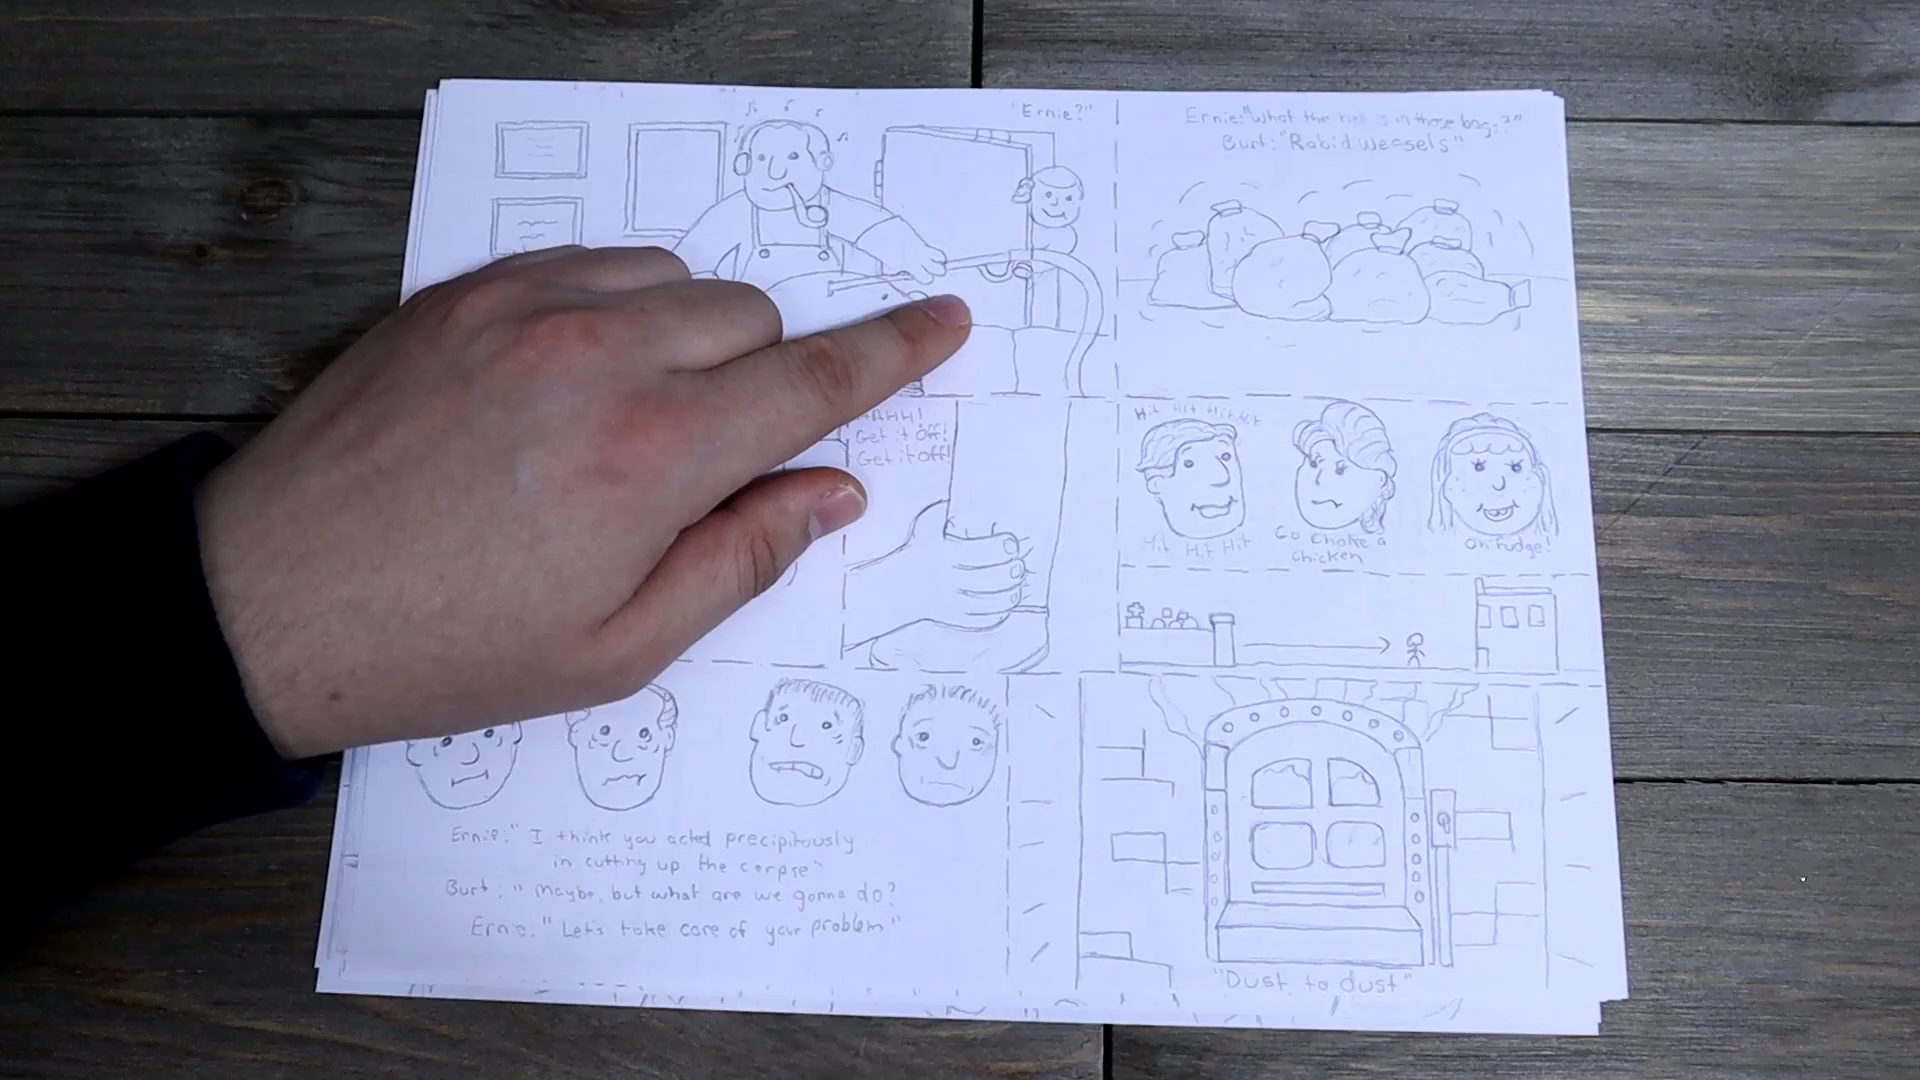 "Ernie?"
Ernie: "What the hell is in those bags?"
Burt: "Rabid Weasels"
Get it Off!
Get it Off!
Hit Hit Hit Hit
Hit Hit Hit
Go choke a
chicken
Oh Fudge!
Ernie: "I think you acted precipitously
in cutting up the corpse"
Burt: "Maybe, but what are we gonna do?
Ernie: "Let's take care of your problem"
"Dust to dust"